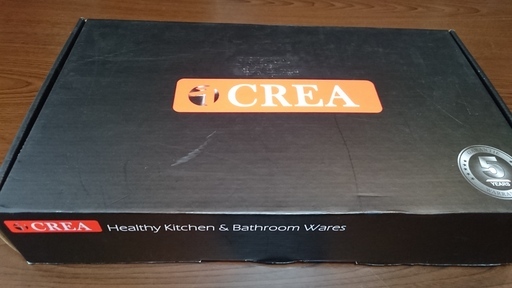 CREA
5
YEARS
CREA Healthy Kitchen & Bathroom Wares